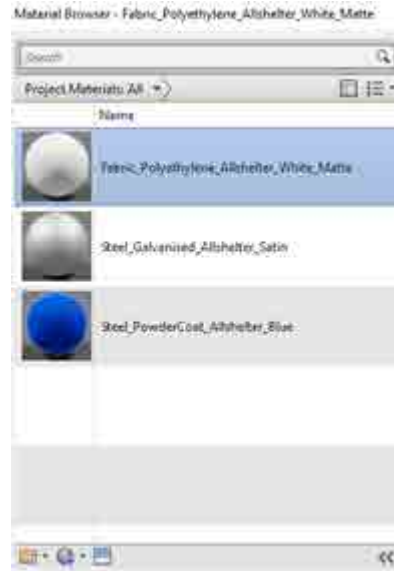 Material Browser - Fabric_Polyethylene_Allshelter_White_Matte
Search
Project Materials: All
Name
Fabric_Polyethylene_Allshelter_White_Matte
Steel_Galvanised_Allshelter_Satin
Steel_PowderCoat_Allshelter_Blue